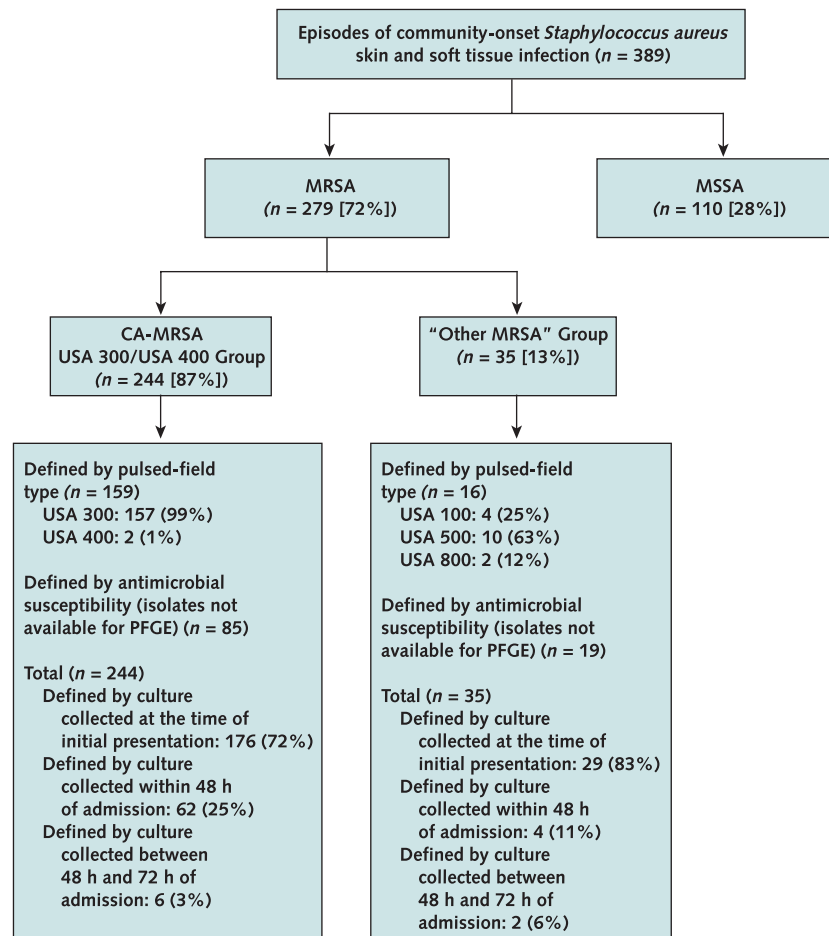 Episodes of community-onset Staphylococcus aureus
skin and soft tissue infection (n = 389)
MRSA
(n = 279 [72%])
MSSA
(n = 110 [28%])
CA-MRSA
USA 300/USA 400 Group
(n = 244 [87%])
“Other MRSA” Group
(n = 35 [13%])
Defined by pulsed-field
type (n = 159)
USA 300: 157 (99%)
USA 400: 2 (1%)
Defined by antimicrobial
susceptibility (isolates not
available for PFGE) (n = 85)
Total (n = 244)
Defined by culture
collected at the time of
initial presentation: 176 (72%)
Defined by culture
collected within 48 h
of admission: 62 (25%)
Defined by culture
collected between
48 h and 72 h of
admission: 6 (3%)
Defined by pulsed-field
type (n = 16)
USA 100: 4 (25%)
USA 500: 10 (63%)
USA 800: 2 (12%)
Defined by antimicrobial
susceptibility (isolates not
available for PFGE) (n = 19)
Total (n = 35)
Defined by culture
collected at the time of
initial presentation: 29 (83%)
Defined by culture
collected within 48 h
of admission: 4 (11%)
Defined by culture
collected between
48 h and 72 h of
admission: 2 (6%)